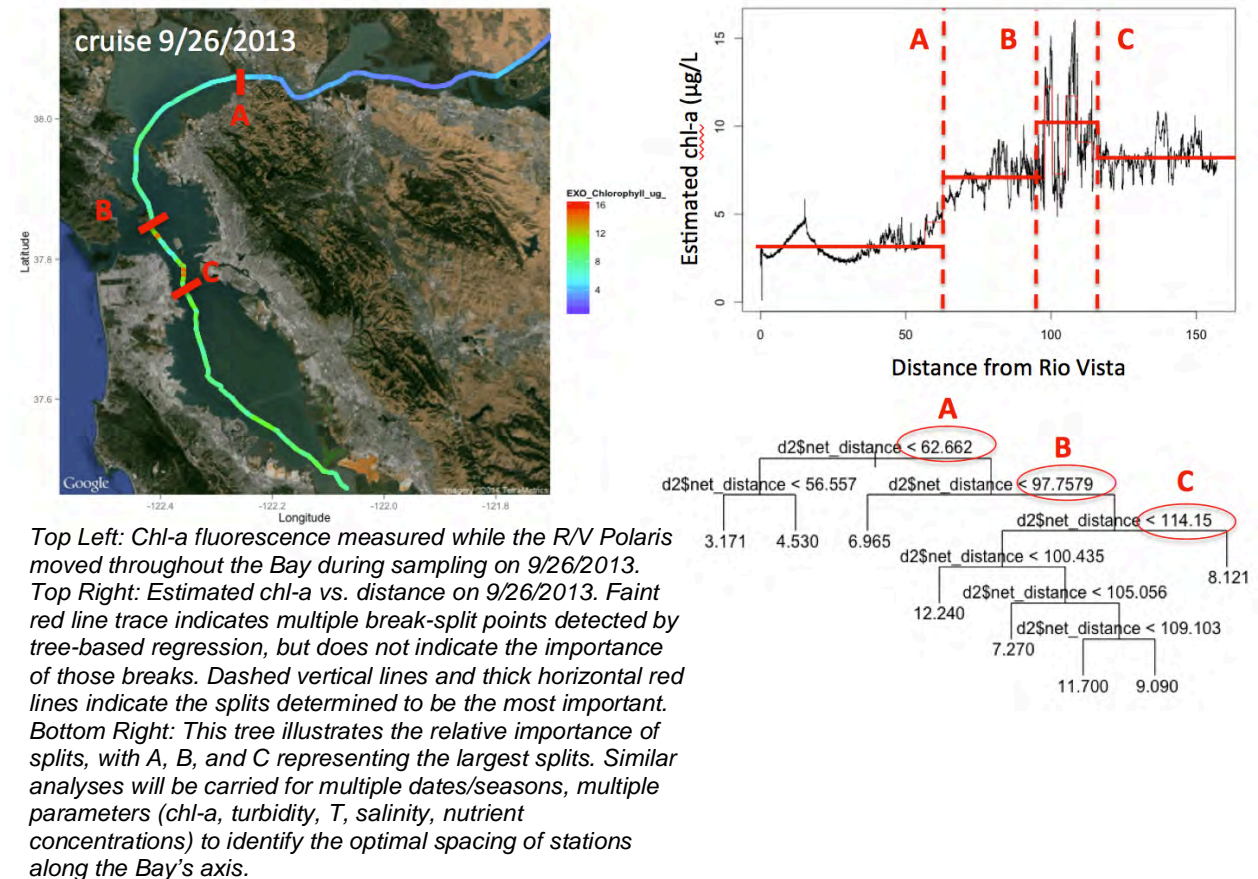 cruise 9/26/2013
A
B
C
38.0
37.8
37.6
Latitude
-122.4
-122.2
-122.0
-121.8
Longitude
Google
EXO_Chlorophyll_ug_
16
12
8
4
A
B
C
Estimated chl-a (µg/L
15
10
5
0
0
50
100
150
Distance from Rio Vista
A
d2$net_distance < 62.662
B
d2$net_distance < 56.557
d2$net_distance < 97.7579
C
d2$net_distance < 114.15
3.171
4.530
6.965
d2$net_distance < 100.435
8.121
12.240
d2$net_distance < 105.056
7.270
d2$net_distance < 109.103
11.700
9.090
Top Left: Chl-a fluorescence measured while the R/V Polaris
moved throughout the Bay during sampling on 9/26/2013.
Top Right: Estimated chl-a vs. distance on 9/26/2013. Faint
red line trace indicates multiple break-split points detected by
tree-based regression, but does not indicate the importance
of those breaks. Dashed vertical lines and thick horizontal red
lines indicate the splits determined to be the most important.
Bottom Right: This tree illustrates the relative importance of
splits, with A, B, and C representing the largest splits. Similar
analyses will be carried for multiple dates/seasons, multiple
parameters (chl-a, turbidity, T, salinity, nutrient
concentrations) to identify the optimal spacing of stations
along the Bay's axis.